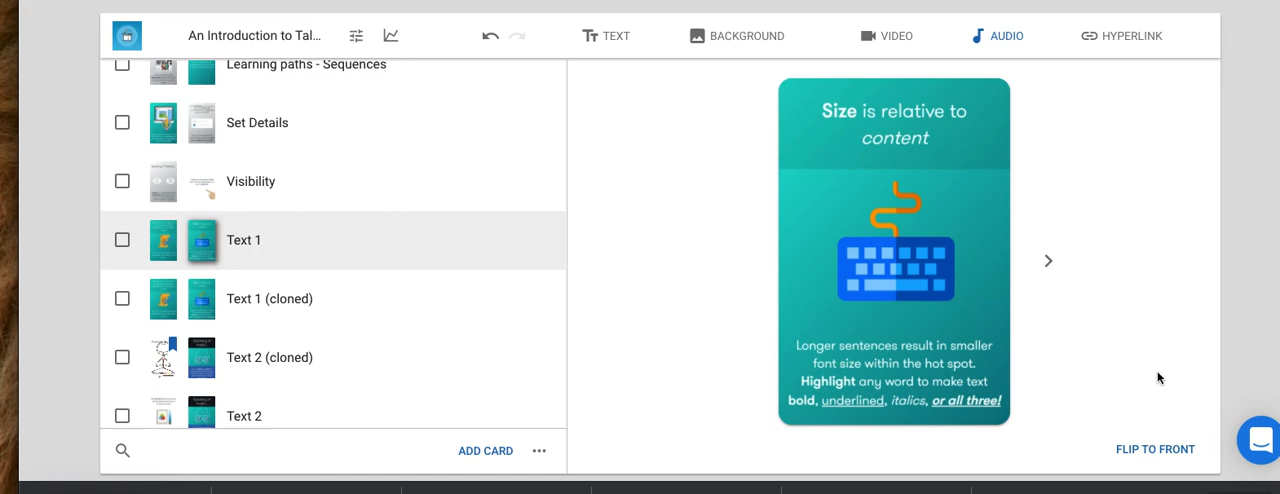 An Introduction to Tal...
TEXT
BACKGROUND
VIDEO
AUDIO
HYPERLINK
Learning paths - Sequences
Set Details
Visibility
Text 1
Text 1 (cloned)
Text 2 (cloned)
Text 2
ADD CARD
Size is relative to
content
Longer sentences result in smaller
font size within the hot spot.
Highlight any word to make text
bold, underlined, italics, or all three!
FLIP TO FRONT